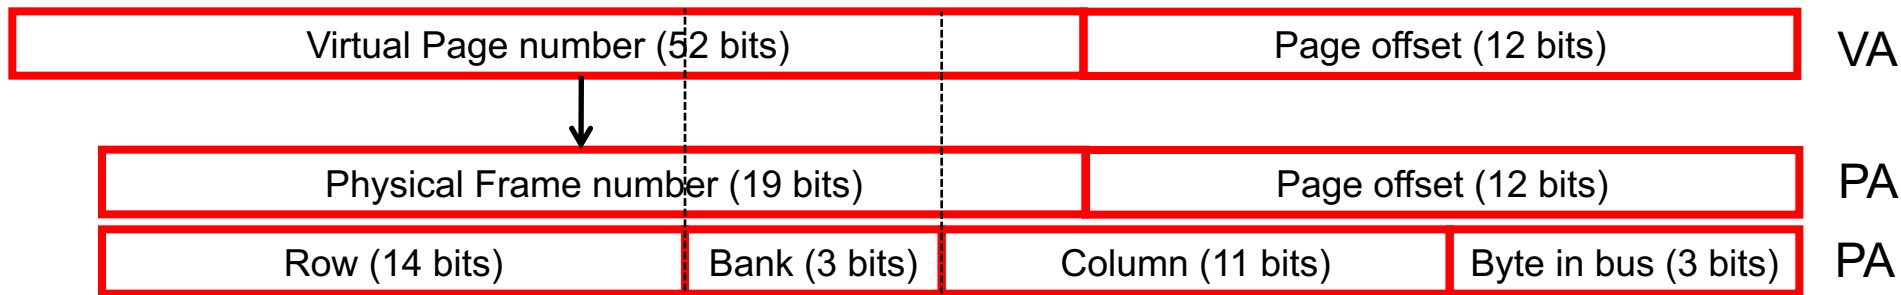 Virtual Page number (52 bits) Page offset (12 bits) VA
Physical Frame number (19 bits) Page offset (12 bits) PA
Row (14 bits) Bank (3 bits) Column (11 bits) Byte in bus (3 bits) PA